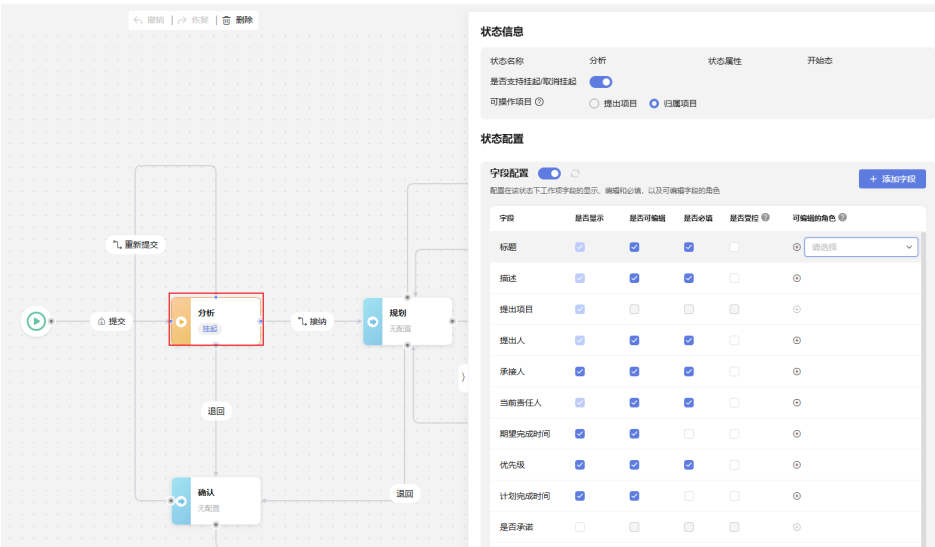 撤销 恢复 删除
重新提交
提交
分析
挂起
接纳
规划
无配置
退回
确认
无配置
退回
状态信息
状态名称 分析 状态属性 开始态
是否支持挂起/取消挂起
可操作项目 提出项目 归属项目
状态配置
字段配置
+ 添加字段
配置在该状态下工作项字段的显示、编辑和必填，以及可编辑字段的角色
字段 是否显示 是否可编辑 是否必填 是否受控 可编辑的角色
标题 请选择
描述
提出项目
提出人
承接人
当前责任人
期望完成时间
优先级
计划完成时间
是否承诺